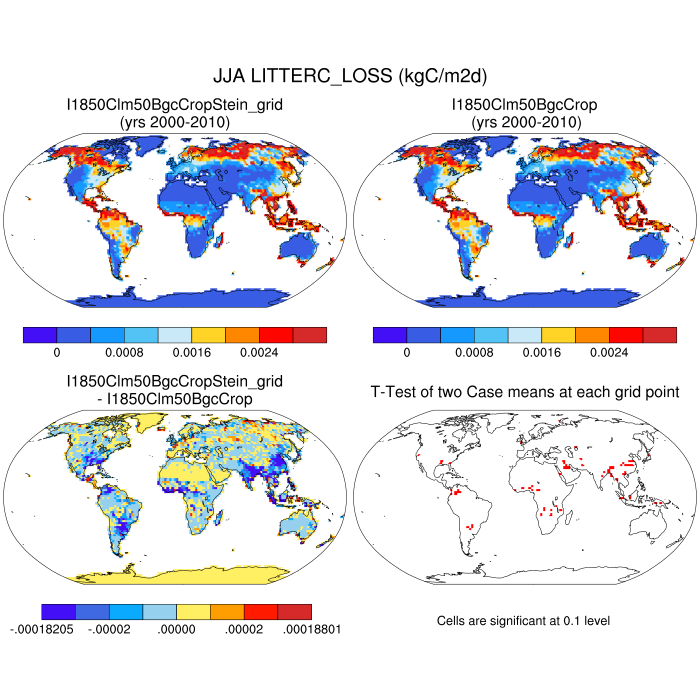 JJA LITTERC_LOSS (kgC/m2d)
I1850Clm50BgcCropStein_grid
(yrs 2000-2010)
I1850Clm50BgcCrop
(yrs 2000-2010)
0 0.0008 0.0016 0.0024
0 0.0008 0.0016 0.0024
I1850Clm50BgcCropStein_grid
- I1850Clm50BgcCrop
T-Test of two Case means at each grid point
-.00018205 -.00002 .00000 .00002 .00018801
Cells are significant at 0.1 level